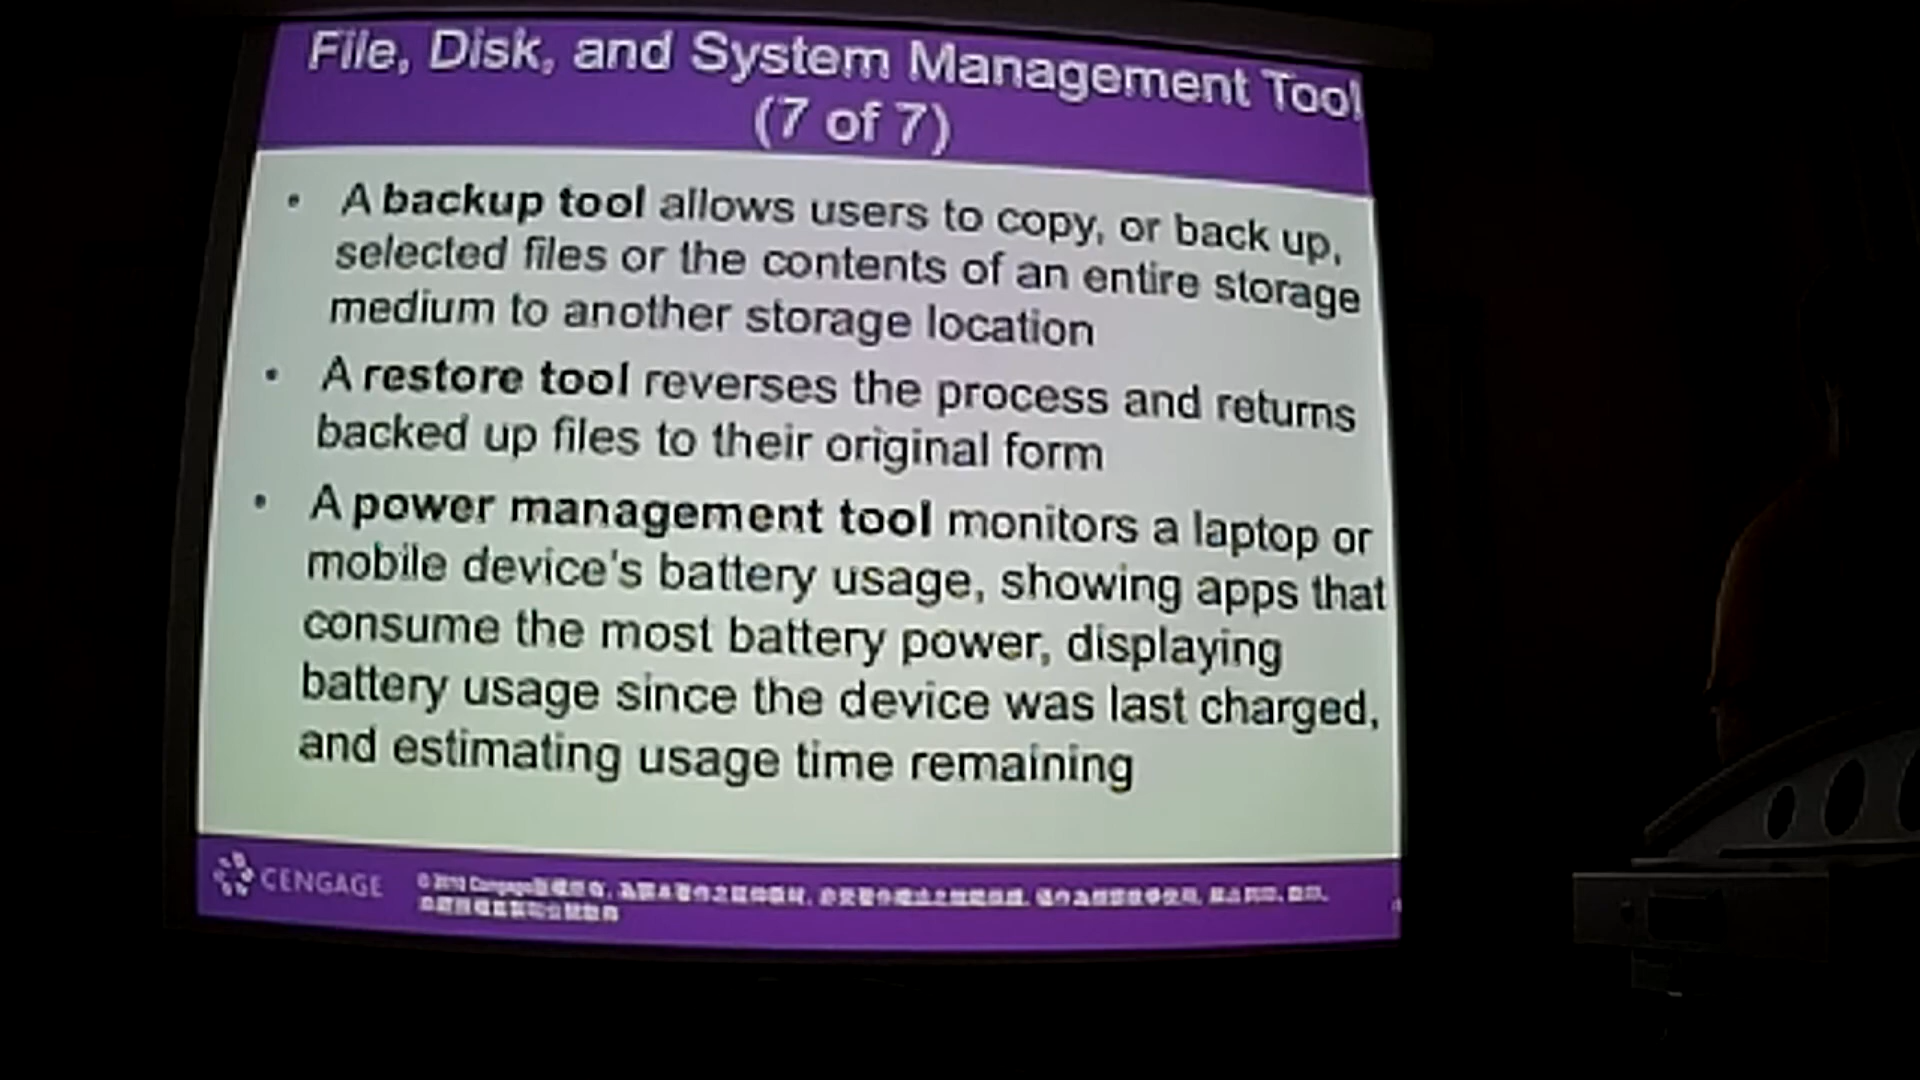 File, Disk, and System Management Tool
(7 of 7)
• A backup tool allows users to copy, or back up,
selected files or the contents of an entire storage
medium to another storage location
• A restore tool reverses the process and returns
backed up files to their original form
• A power management tool monitors a laptop or
mobile device's battery usage, showing apps that
consume the most battery power, displaying
battery usage since the device was last charged,
and estimating usage time remaining
CENGAGE
Cengage